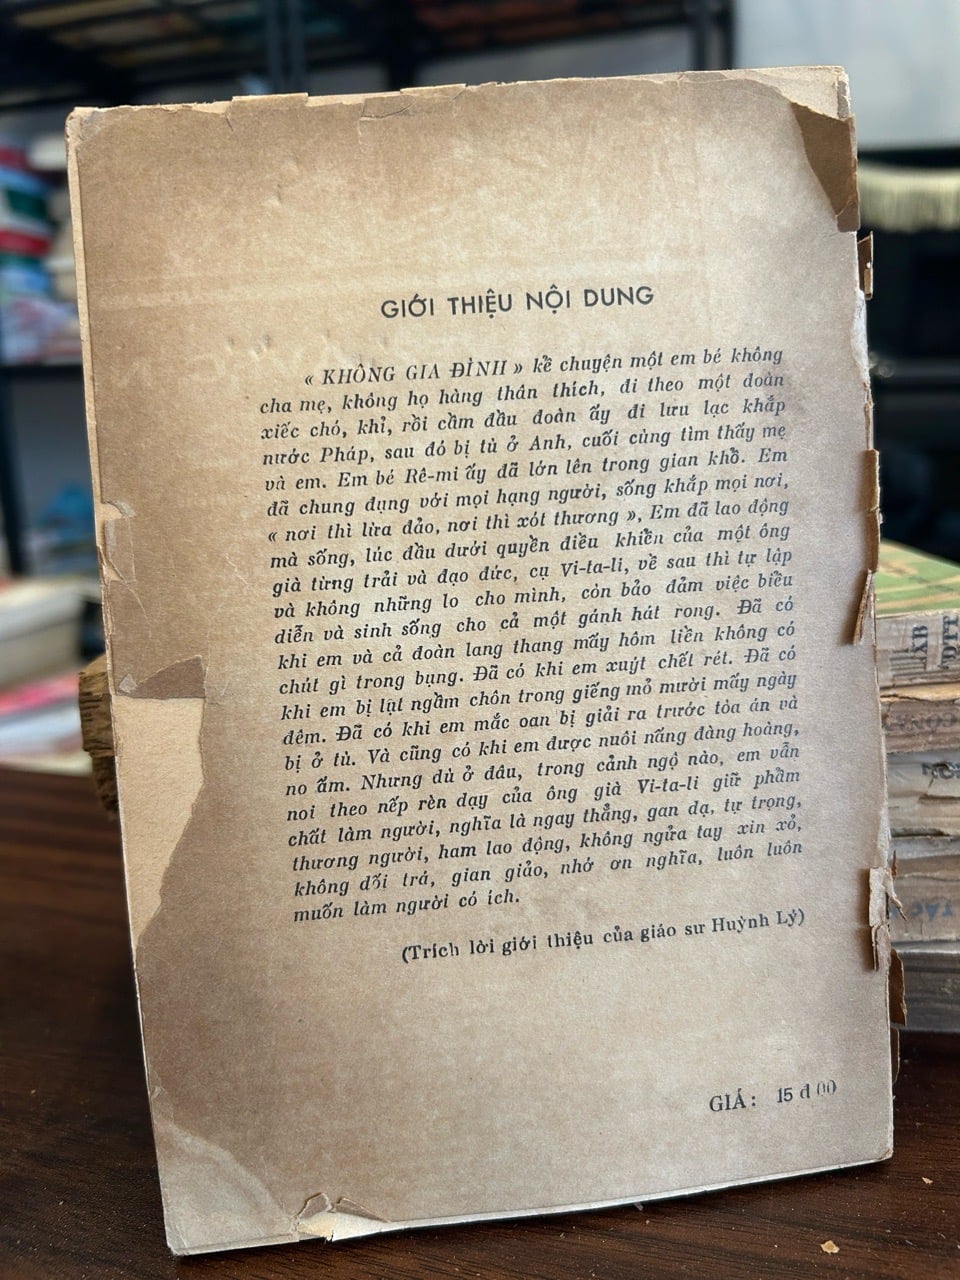 GIỚI THIỆU NỘI DUNG
« KHÔNG GIA ĐÌNH » kể chuyện một em bé không
cha mẹ, không họ hàng thân thích, đi theo một đoàn
xiếc chó, khỉ, rồi cầm đầu đoàn ấy đi lưu lạc khắp
nước Pháp, sau đó bị tù ở Anh, cuối cùng tìm thấy mẹ
và em. Em bé Rê-mi ấy đã lớn lên trong gian khổ. Em
đã chung đụng với mọi hạng người, sống khắp mọi nơi,
« nơi thì lừa đảo, nơi thì xót thương », Em đã lao động
mà sống, lúc đầu dưới quyền điều khiển của một ông
già từng trải và đạo đức, cụ Vi-ta-li, về sau thì tự lập
và không những lo cho mình, còn bảo đảm việc biểu
diễn và sinh sống cho cả một gánh hát rong. Đã có
khi em và cả đoàn lang thang mấy hôm liền không có
chút gì trong bụng. Đã có khi em xuýt chết rét. Đã có
khi em bị lụt ngầm chôn trong giếng mỏ mười mấy ngày
đêm. Đã có khi em mắc oan bị giải ra trước tòa án và
bị ở tù. Và cũng có khi em được nuôi nấng đàng hoàng,
no ấm. Nhưng dù ở đâu, trong cảnh ngộ nào, em vẫn
noi theo nếp rèn dạy của ông già Vi-ta-li giữ phầm
chất làm người, nghĩa là ngay thẳng, gan dạ, tự trọng,
thương người, ham lao động, không ngửa tay xin xỏ,
không dối trá, gian giảo, nhớ ơn nghĩa, luôn luôn
muốn làm người có ích.
(Trích lời giới thiệu của giáo sư Huỳnh Lý)
GIÁ: 15 đ 00
XB